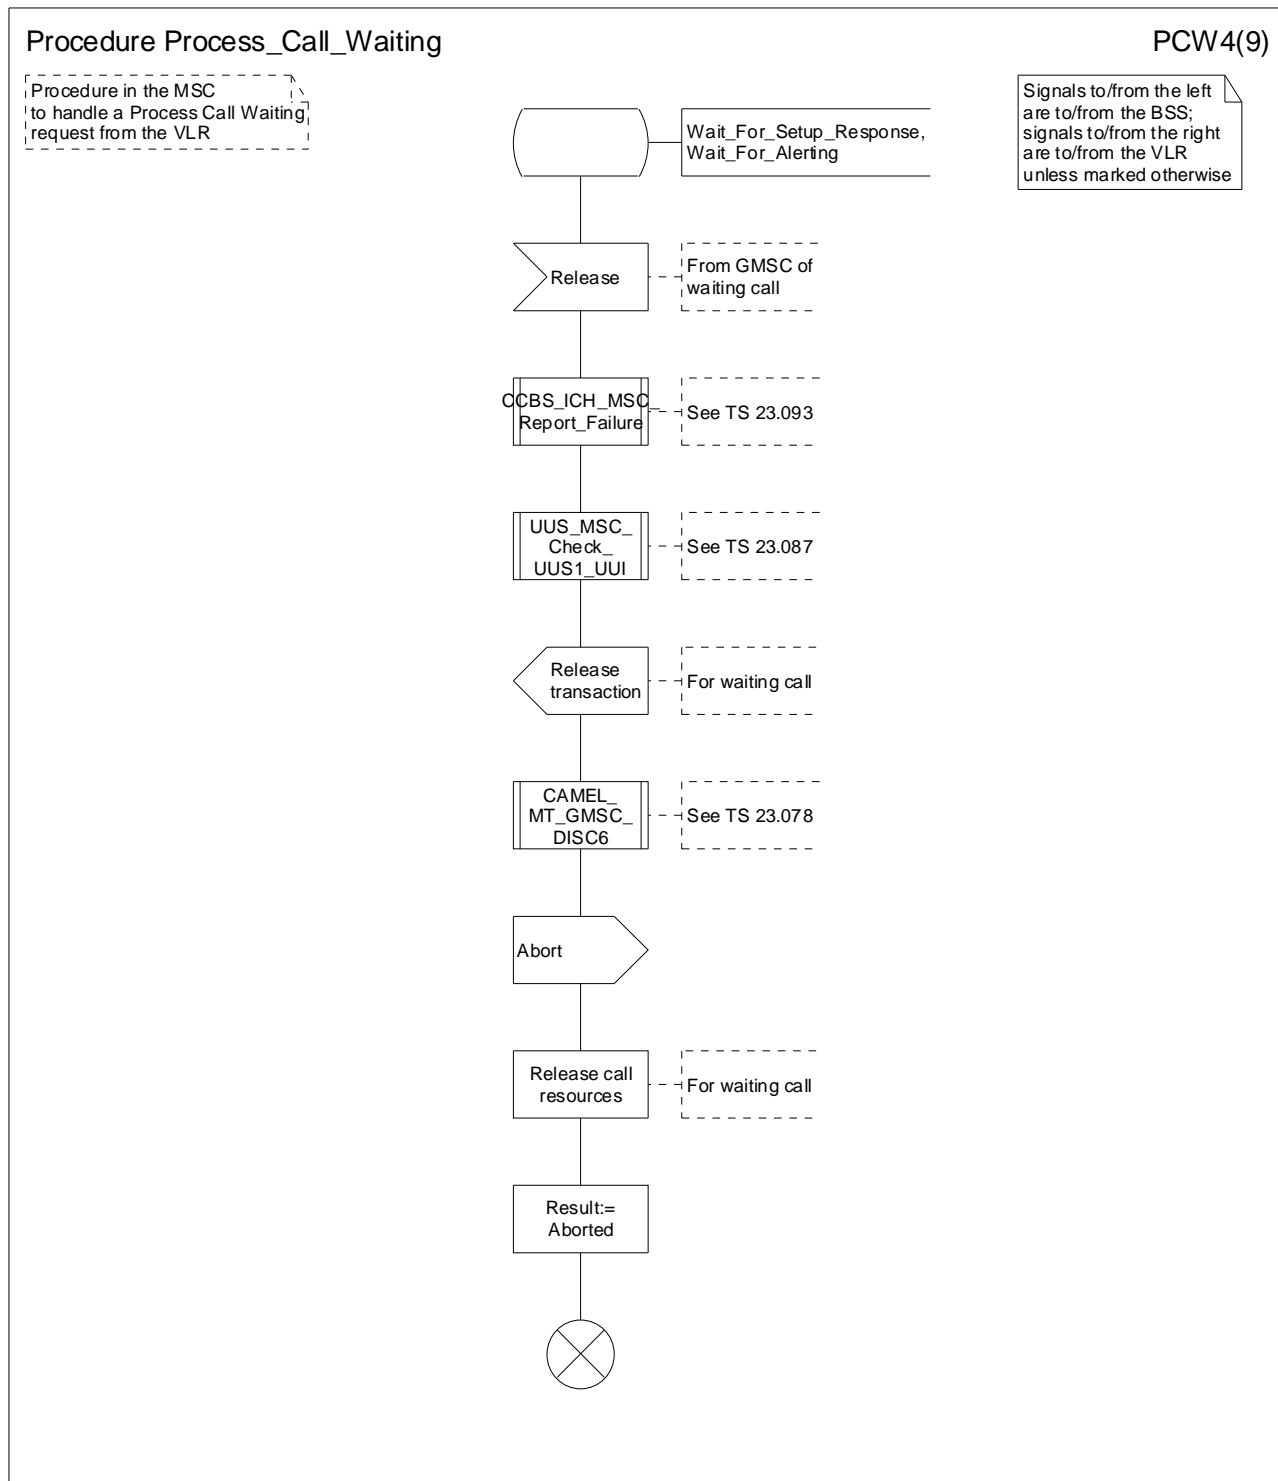 Procedure Process_Call_Waiting
PCW4(9)
Procedure in the MSC
to handle a Process Call Waiting
request from the VLR
Signals to/from the left
are to/from the BSS;
signals to/from the right
are to/from the VLR
unless marked otherwise
Wait_For_Setup_Response,
Wait_For_Alerting
Release
From GMSC of
waiting call
CCBS_ICH_MSC_
Report_Failure
See TS 23.093
UUS_MSC_
Check_
UUS1_UUI
See TS 23.087
Release
transaction
For waiting call
CAMEL_
MT_GMSC_
DISC6
See TS 23.078
Abort
Release call
resources
For waiting call
Result:=
Aborted